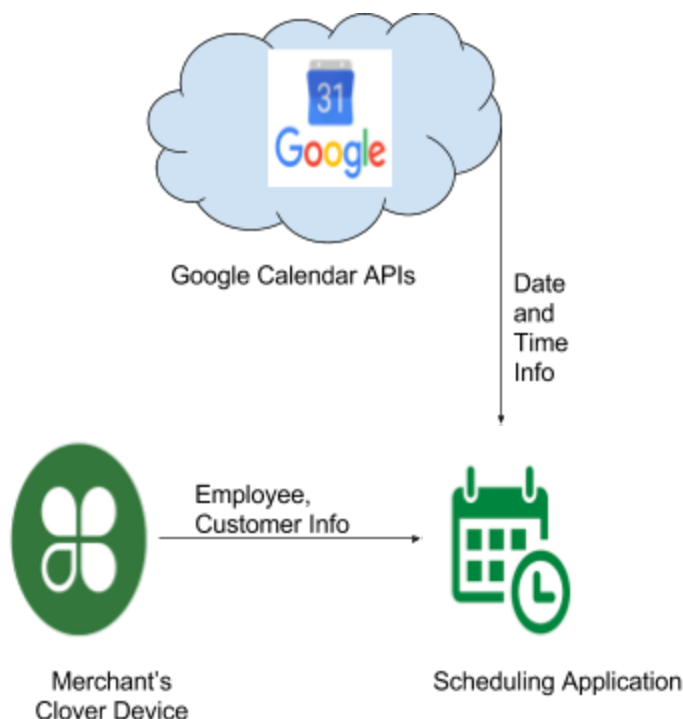 31
Google
Google Calendar APIs
Date
and
Time
Info
Employee,
Customer Info
Merchant's
Clover Device
Scheduling Application